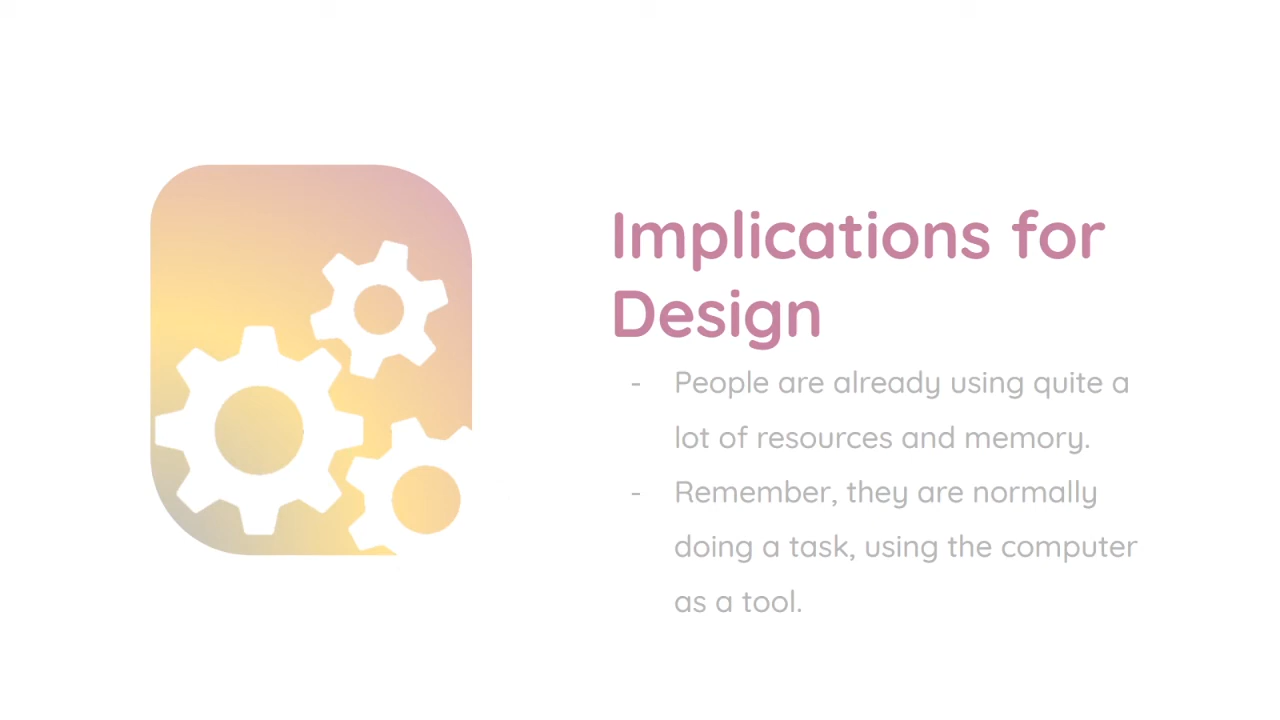 Implications for
Design
- People are already using quite a
lot of resources and memory.
- Remember, they are normally
doing a task, using the computer
as a tool.